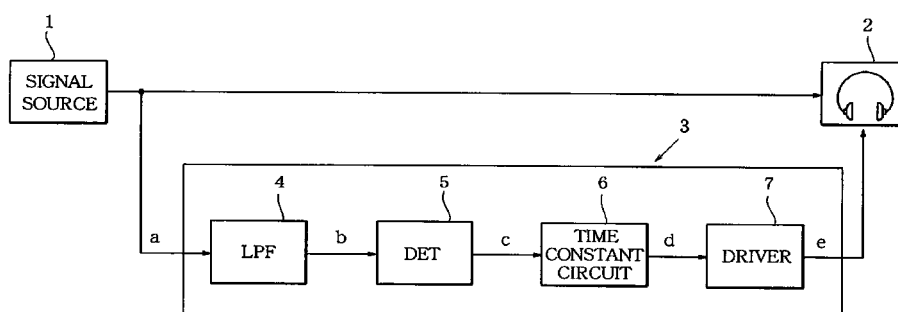 1
2
SIGNAL
SOURCE
3
4
5
6
7
a
LPF
b
DET
c
TIME
CONSTANT
CIRCUIT
d
DRIVER
e